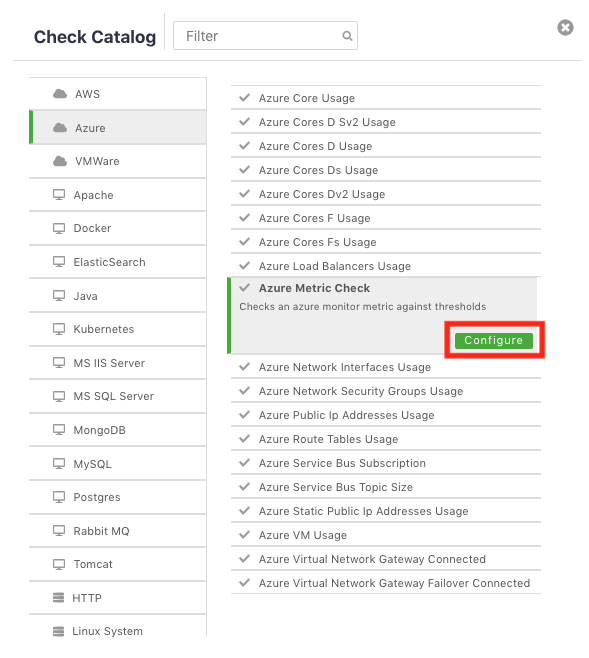 Check Catalog
Filter
AWS
Azure
VMWare
Apache
Docker
ElasticSearch
Java
Kubernetes
MS IIS Server
MS SQL Server
MongoDB
MySQL
Postgres
Rabbit MQ
Tomcat
HTTP
Linux System
Azure Core Usage
Azure Cores D Sv2 Usage
Azure Cores D Usage
Azure Cores Ds Usage
Azure Cores Dv2 Usage
Azure Cores F Usage
Azure Cores Fs Usage
Azure Load Balancers Usage
Azure Metric Check
Checks an azure monitor metric against thresholds
Configure
Azure Network Interfaces Usage
Azure Network Security Groups Usage
Azure Public Ip Addresses Usage
Azure Route Tables Usage
Azure Service Bus Subscription
Azure Service Bus Topic Size
Azure Static Public Ip Addresses Usage
Azure VM Usage
Azure Virtual Network Gateway Connected
Azure Virtual Network Gateway Failover Connected